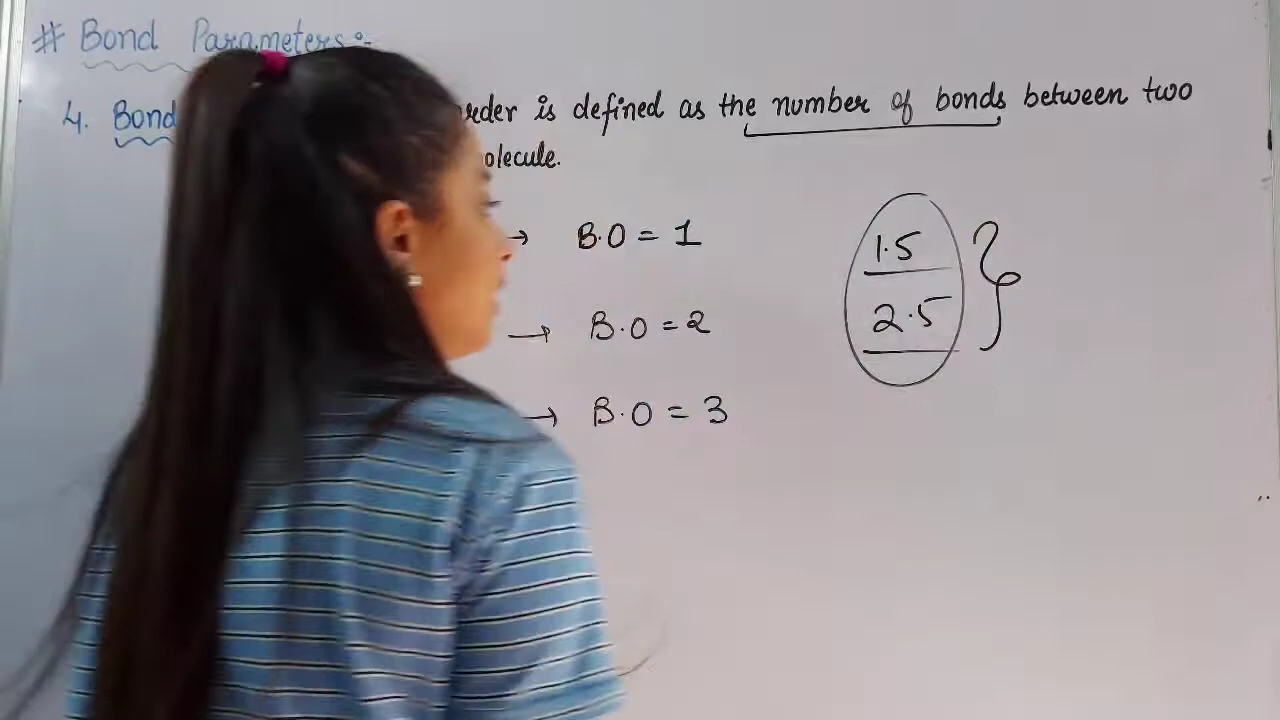 # Bond Parameters:-
4. Bond order is defined as the number of bonds between two
molecule.
→ B.O = 1
→ B.O = 2
→ B.O = 3
1.5
2.5